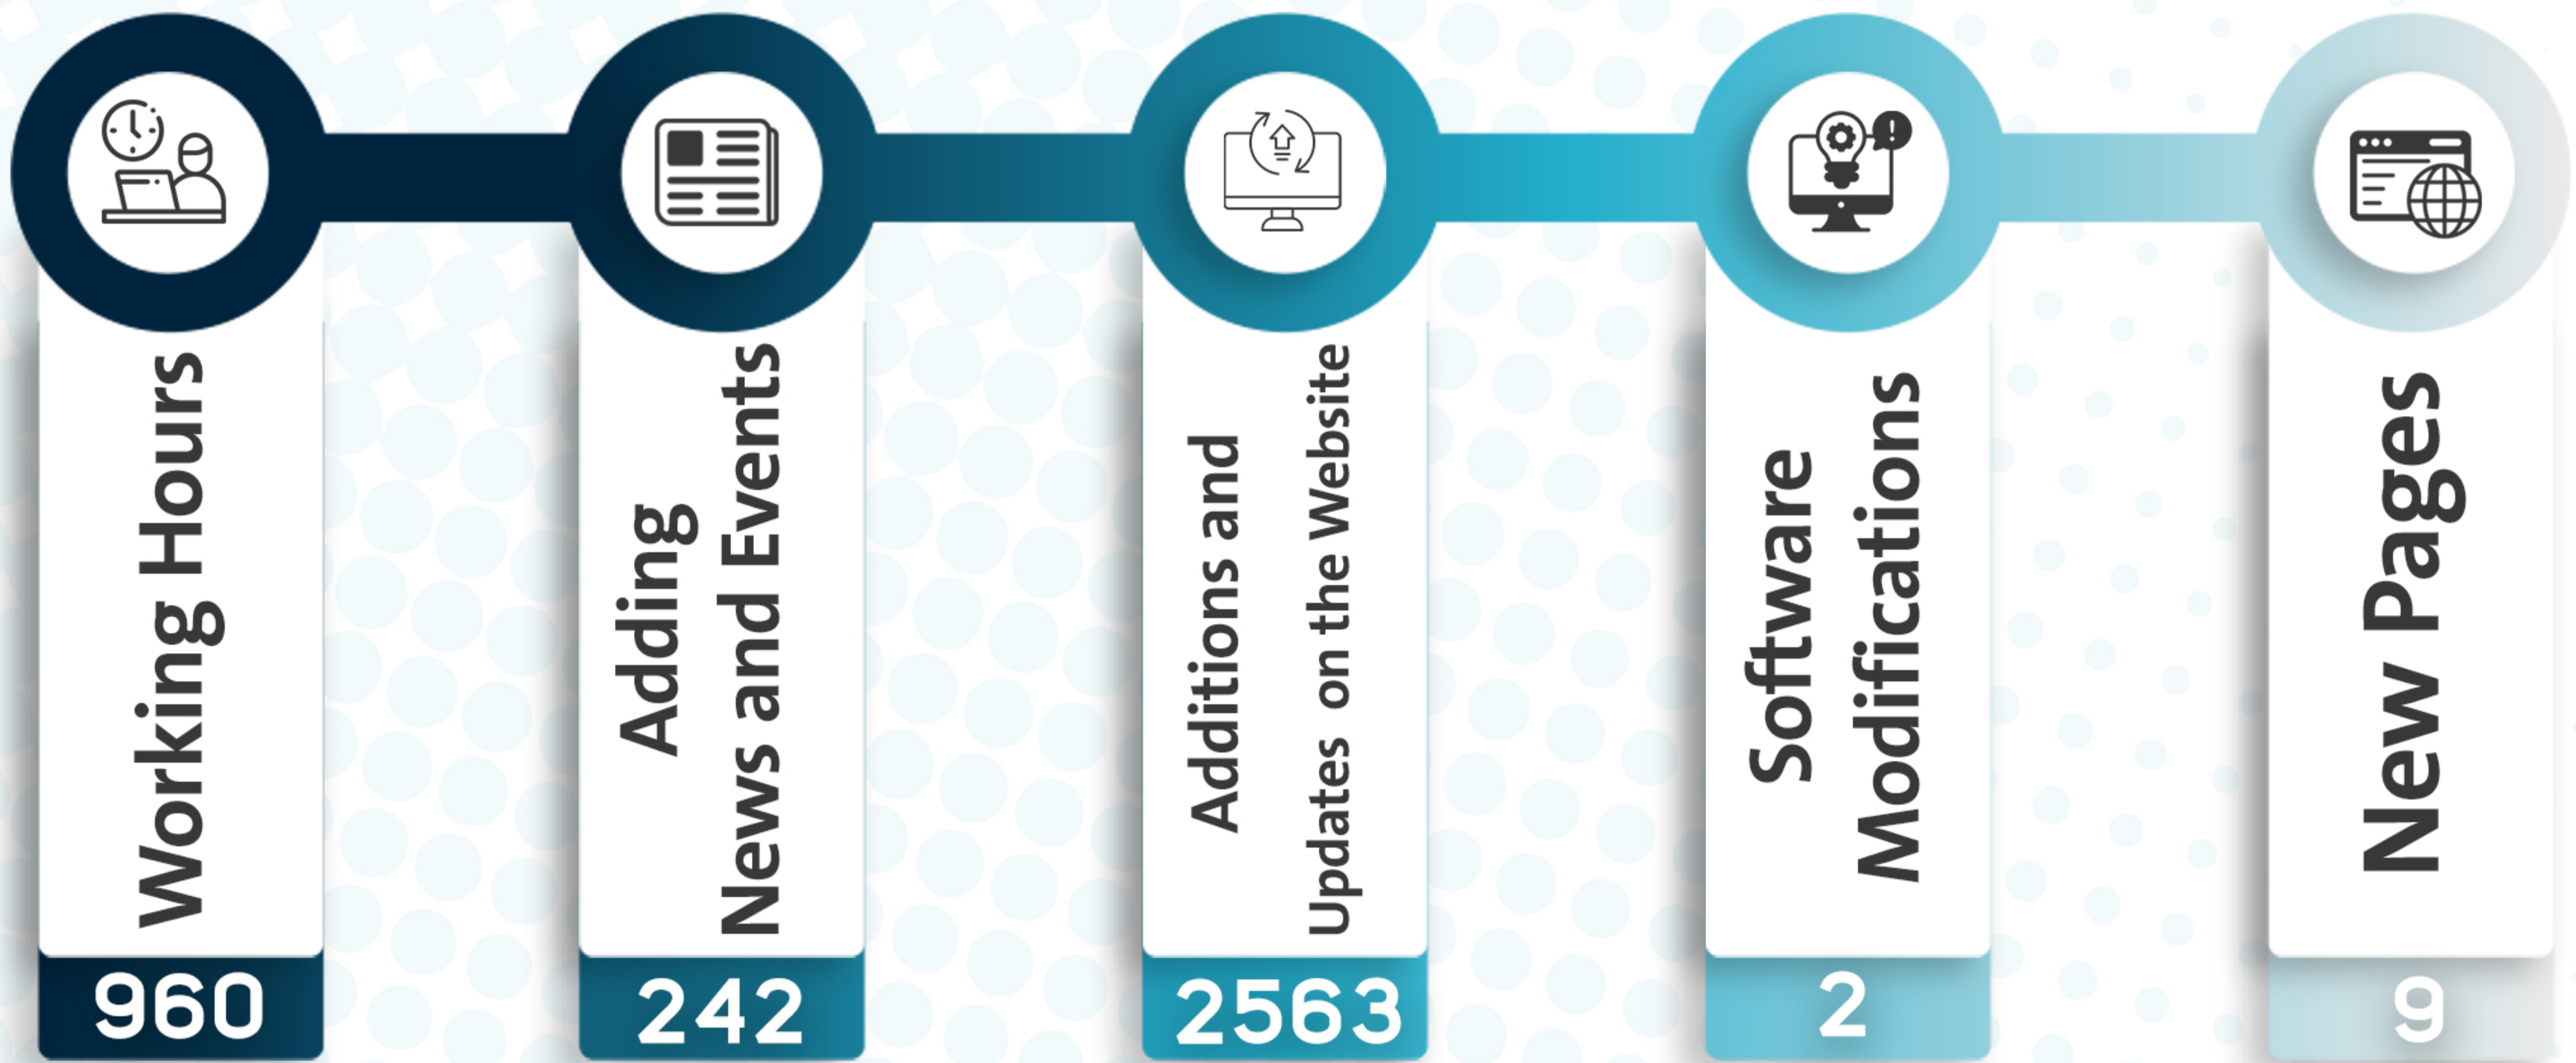 Working Hours
960
Adding
News and Events
242
Additions and
Updates on the Website
2563
Software
Modifications
2
New Pages
9